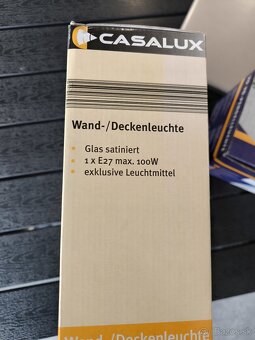 CASALUX
Wand-/Deckenleuchte
Glas satiniert
1 x E27 max. 100W
exklusive Leuchtmittel
Wand-/Deckenleuchte